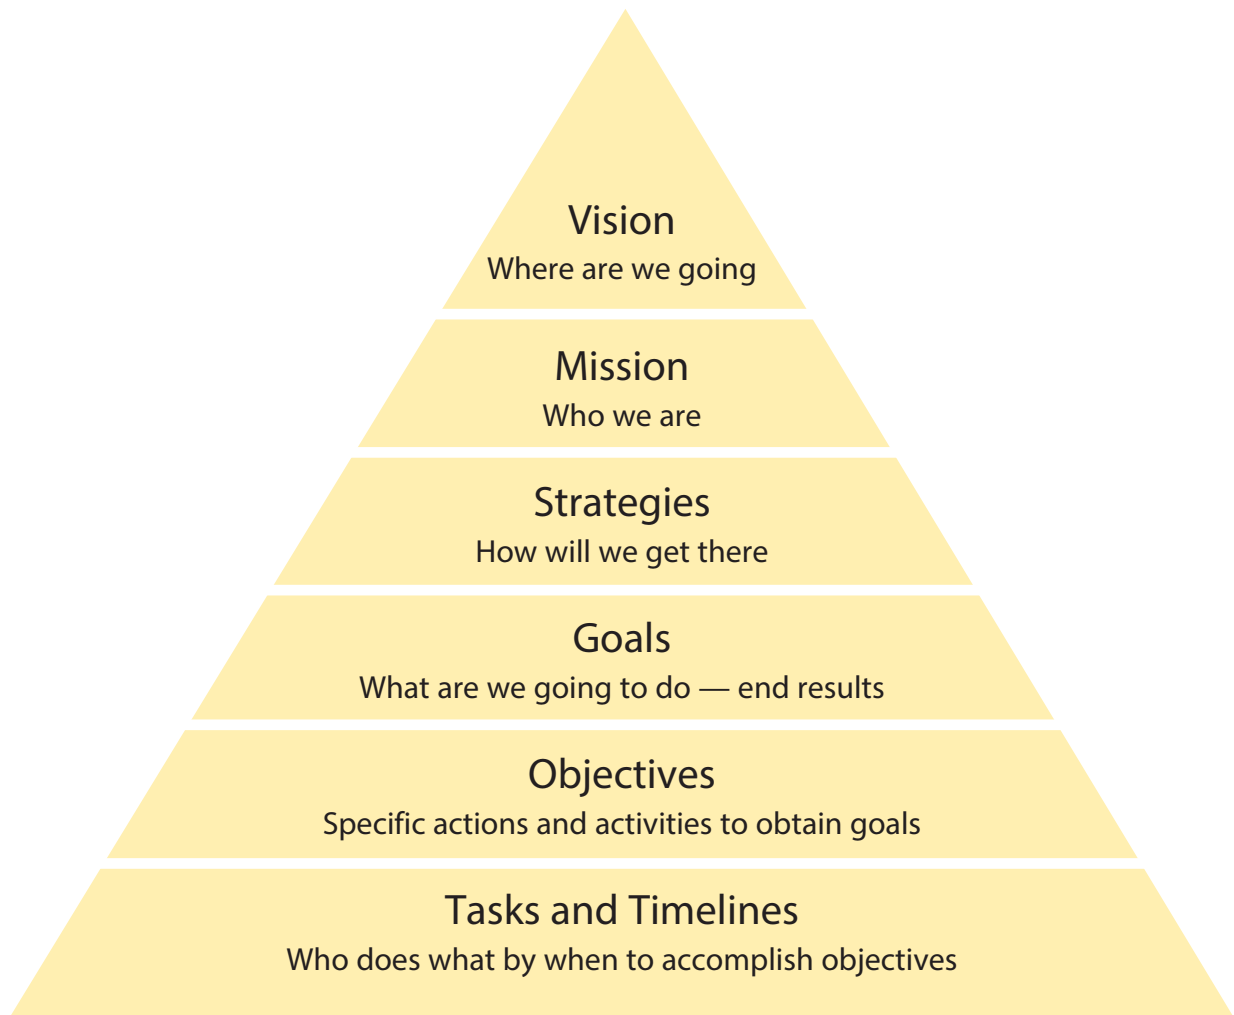 Vision
Where are we going
Mission
Who we are
Strategies
How will we get there
Goals
What are we going to do — end results
Objectives
Specific actions and activities to obtain goals
Tasks and Timelines
Who does what by when to accomplish objectives